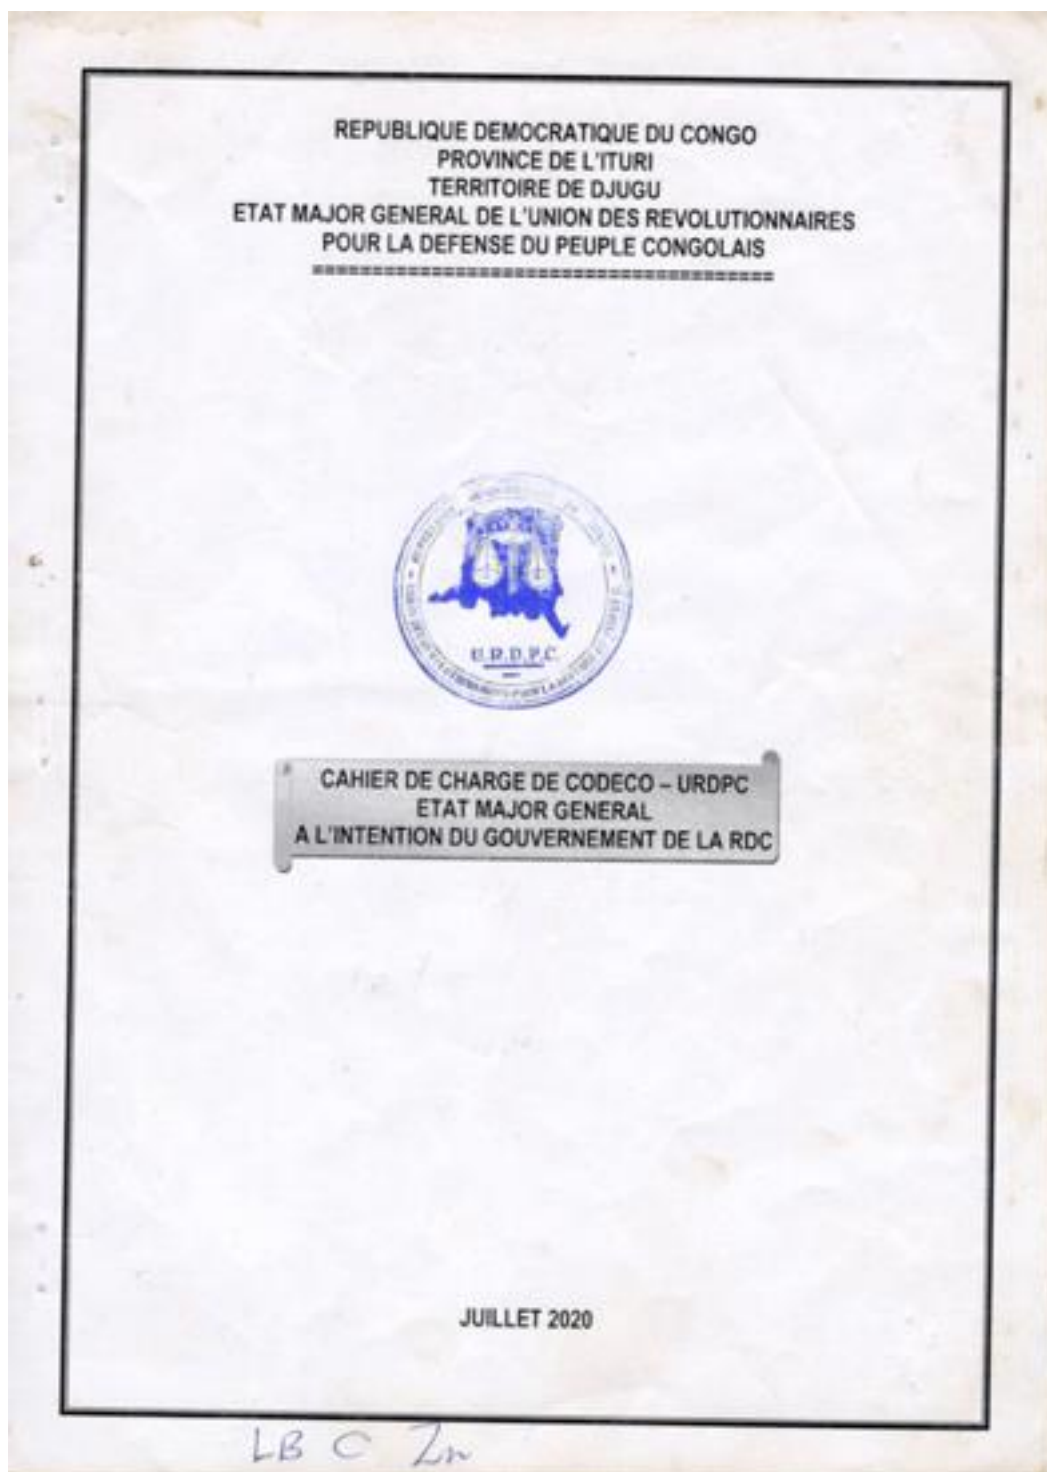 REPUBLIQUE DEMOCRATIQUE DU CONGO
PROVINCE DE L'ITURI
TERRITOIRE DE DJUGU
ETAT MAJOR GENERAL DE L'UNION DES REVOLUTIONNAIRES
POUR LA DEFENSE DU PEUPLE CONGOLAIS
=======================================
U.R.D.P.C.
CAHIER DE CHARGE DE CODECO – URDPC
ETAT MAJOR GENERAL
A L'INTENTION DU GOUVERNEMENT DE LA RDC
JUILLET 2020
LB C